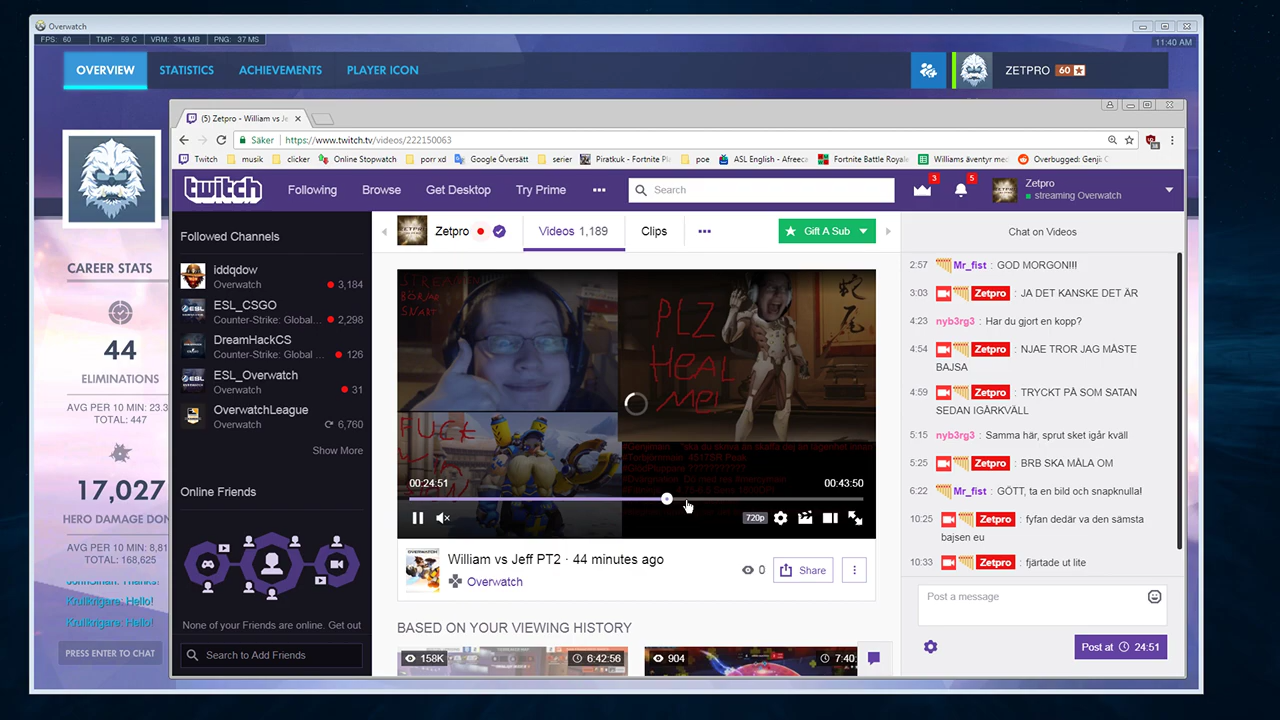 Overwatch
FPS: 60 TMP: 59 C VRM: 314 MB PNG: 37 MS
11:40 AM
OVERVIEW STATISTICS ACHIEVEMENTS PLAYER ICON
ZETPRO 60
CAREER STATS
44
ELIMINATIONS
AVG PER 10 MIN: 23.3
TOTAL: 447
17,027
HERO DAMAGE DON
AVG PER 10 MIN: 8,81
TOTAL: 168,625
Krullkrigare: Hello!
Krullkrigare: Hello!
PRESS ENTER TO CHAT
(5) Zetpro - William vs Je
Säker https://www.twitch.tv/videos/222150063
Twitch musik clicker Online Stopwatch porr xd Google Översätt serier Piratkuk - Fortnite Pl poe ASL English - Afreeca Fortnite Battle Royale Williams äventyr med Overbugged: Genji:
twitch Following Browse Get Desktop Try Prime ••• Search 3 5
Zetpro
streaming Overwatch
Followed Channels
iddqdow
Overwatch 3,184
ESL_CSGO
Counter-Strike: Global... 2,298
DreamHackCS
Counter-Strike: Global ... 126
ESL_Overwatch
Overwatch 31
OverwatchLeague
Overwatch 6,760
Show More
Online Friends
None of your Friends are online. Get out
Search to Add Friends
Zetpro Videos 1,189 Clips ••• Gift A Sub
BÖRJAR
SNART!
PLZ
HEAL
ME!
FUCK
00:24:51 00:43:50
720p
William vs Jeff PT2 · 44 minutes ago
Overwatch
0 Share
BASED ON YOUR VIEWING HISTORY
158K 6:42:56 904 7:40:
Chat on Videos
2:57 Mr_fist : GOD MORGON!!!
3:03 Zetpro : JA DET KANSKE DET ÄR
4:23 nyb3rg3 : Har du gjort en kopp?
4:54 Zetpro : NJAE TROR JAG MÅSTE
BAJSA
4:59 Zetpro : TRYCKT PÅ SOM SATAN
SEDAN IGÅRKVÄLL
5:15 nyb3rg3 : Samma här, sprut sket igår kväll
5:25 Zetpro : BRB SKA MÅLA OM
6:22 Mr_fist : GÖTT, ta en bild och snapknulla!
10:25 Zetpro : fyfan dedär va den sämsta
bajsen eu
10:33 Zetpro : fjärtade ut lite
Post a message
Post at 24:51